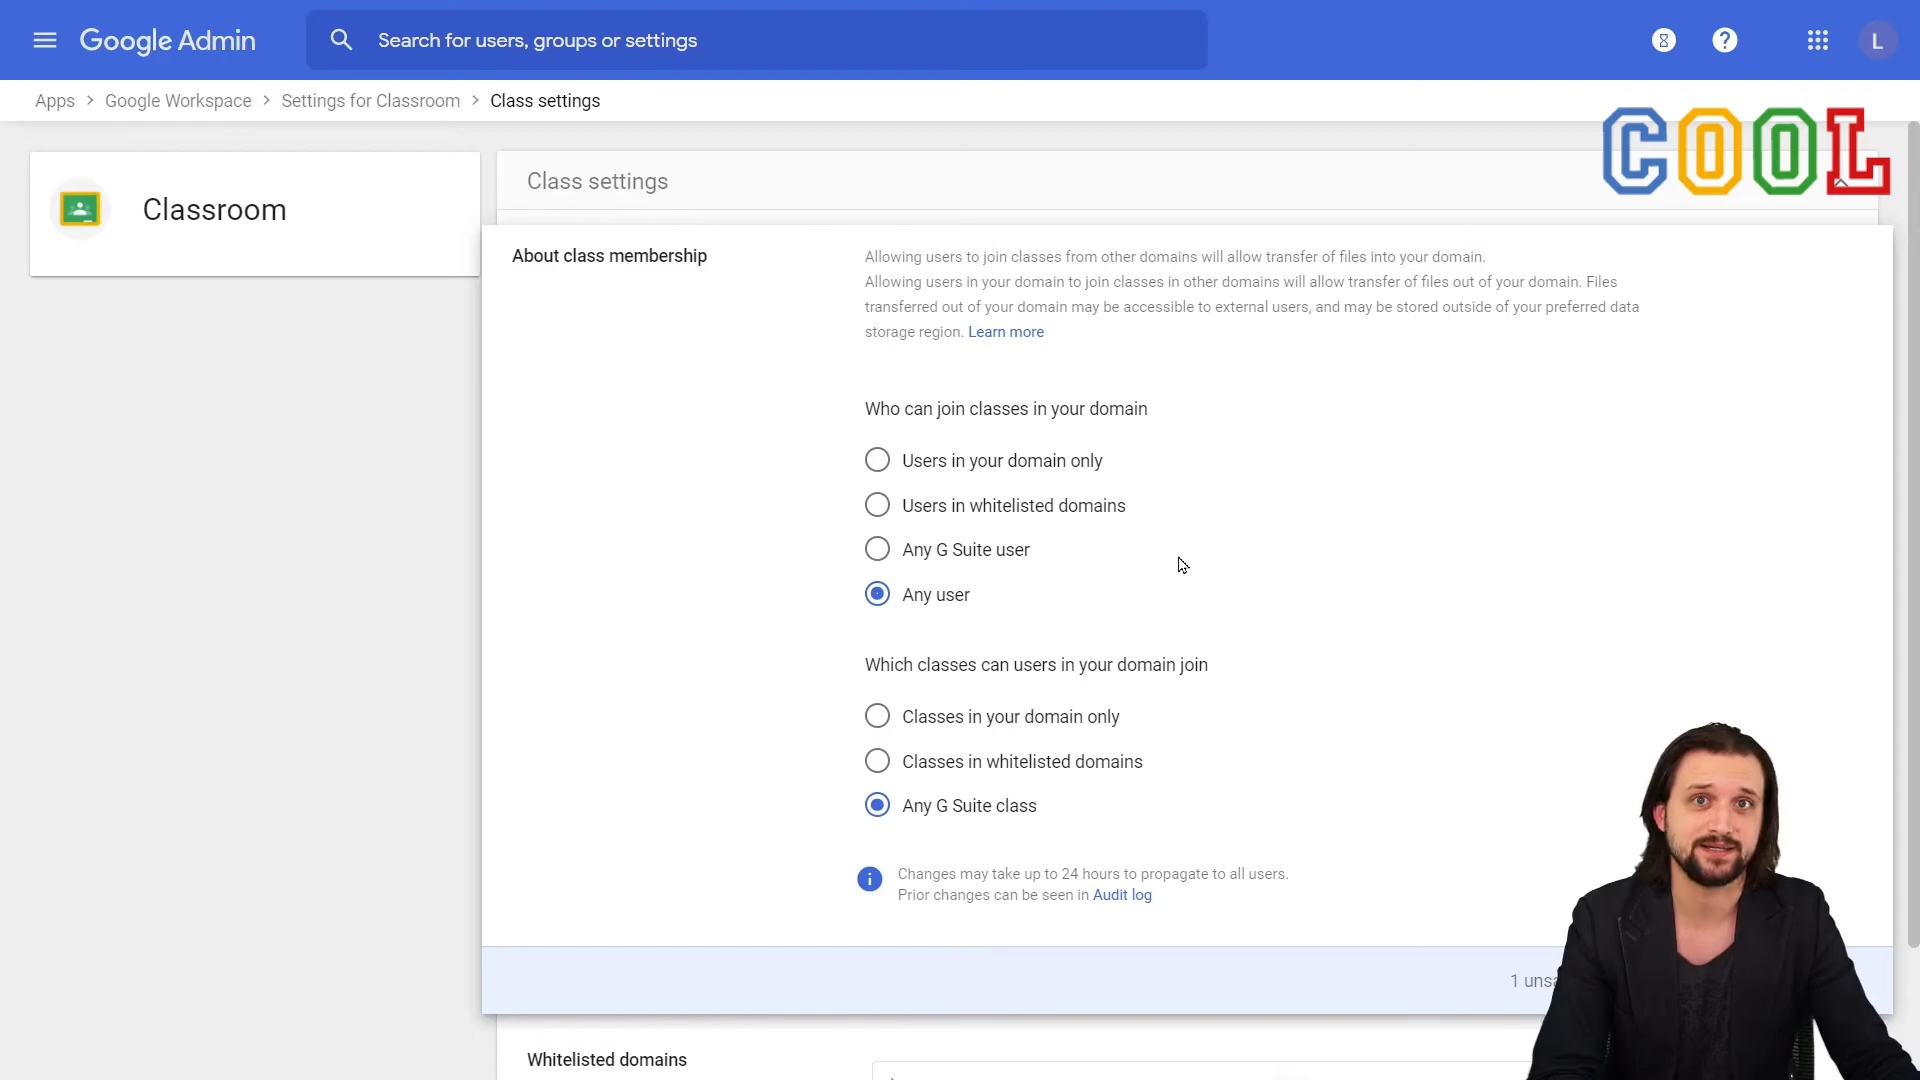 Google Admin
Search for users, groups or settings
L
Apps > Google Workspace > Settings for Classroom > Class settings
COOL
Classroom
Class settings
About class membership
Allowing users to join classes from other domains will allow transfer of files into your domain.
Allowing users in your domain to join classes in other domains will allow transfer of files out of your domain. Files
transferred out of your domain may be accessible to external users, and may be stored outside of your preferred data
storage region. Learn more
Who can join classes in your domain
Users in your domain only
Users in whitelisted domains
Any G Suite user
Any user
Which classes can users in your domain join
Classes in your domain only
Classes in whitelisted domains
Any G Suite class
Changes may take up to 24 hours to propagate to all users.
Prior changes can be seen in Audit log
1
Whitelisted domains